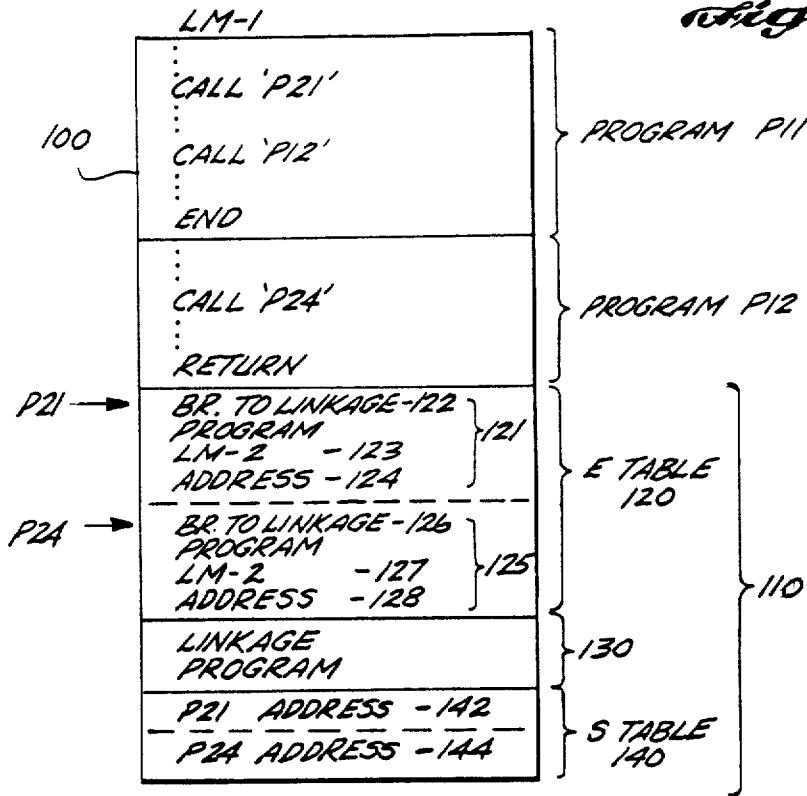 LM-1
Fig
CALL 'P21'
100
CALL 'P12'
PROGRAM P11
END
CALL 'P24'
PROGRAM P12
RETURN
P21
BR. TO LINKAGE-122
PROGRAM
121
LM-2 -123
ADDRESS -124
E TABLE
120
P24
BR. TO LINKAGE-126
PROGRAM
125
LM-2 -127
ADDRESS -128
110
LINKAGE
PROGRAM
130
P21 ADDRESS -142
P24 ADDRESS -144
S TABLE
140